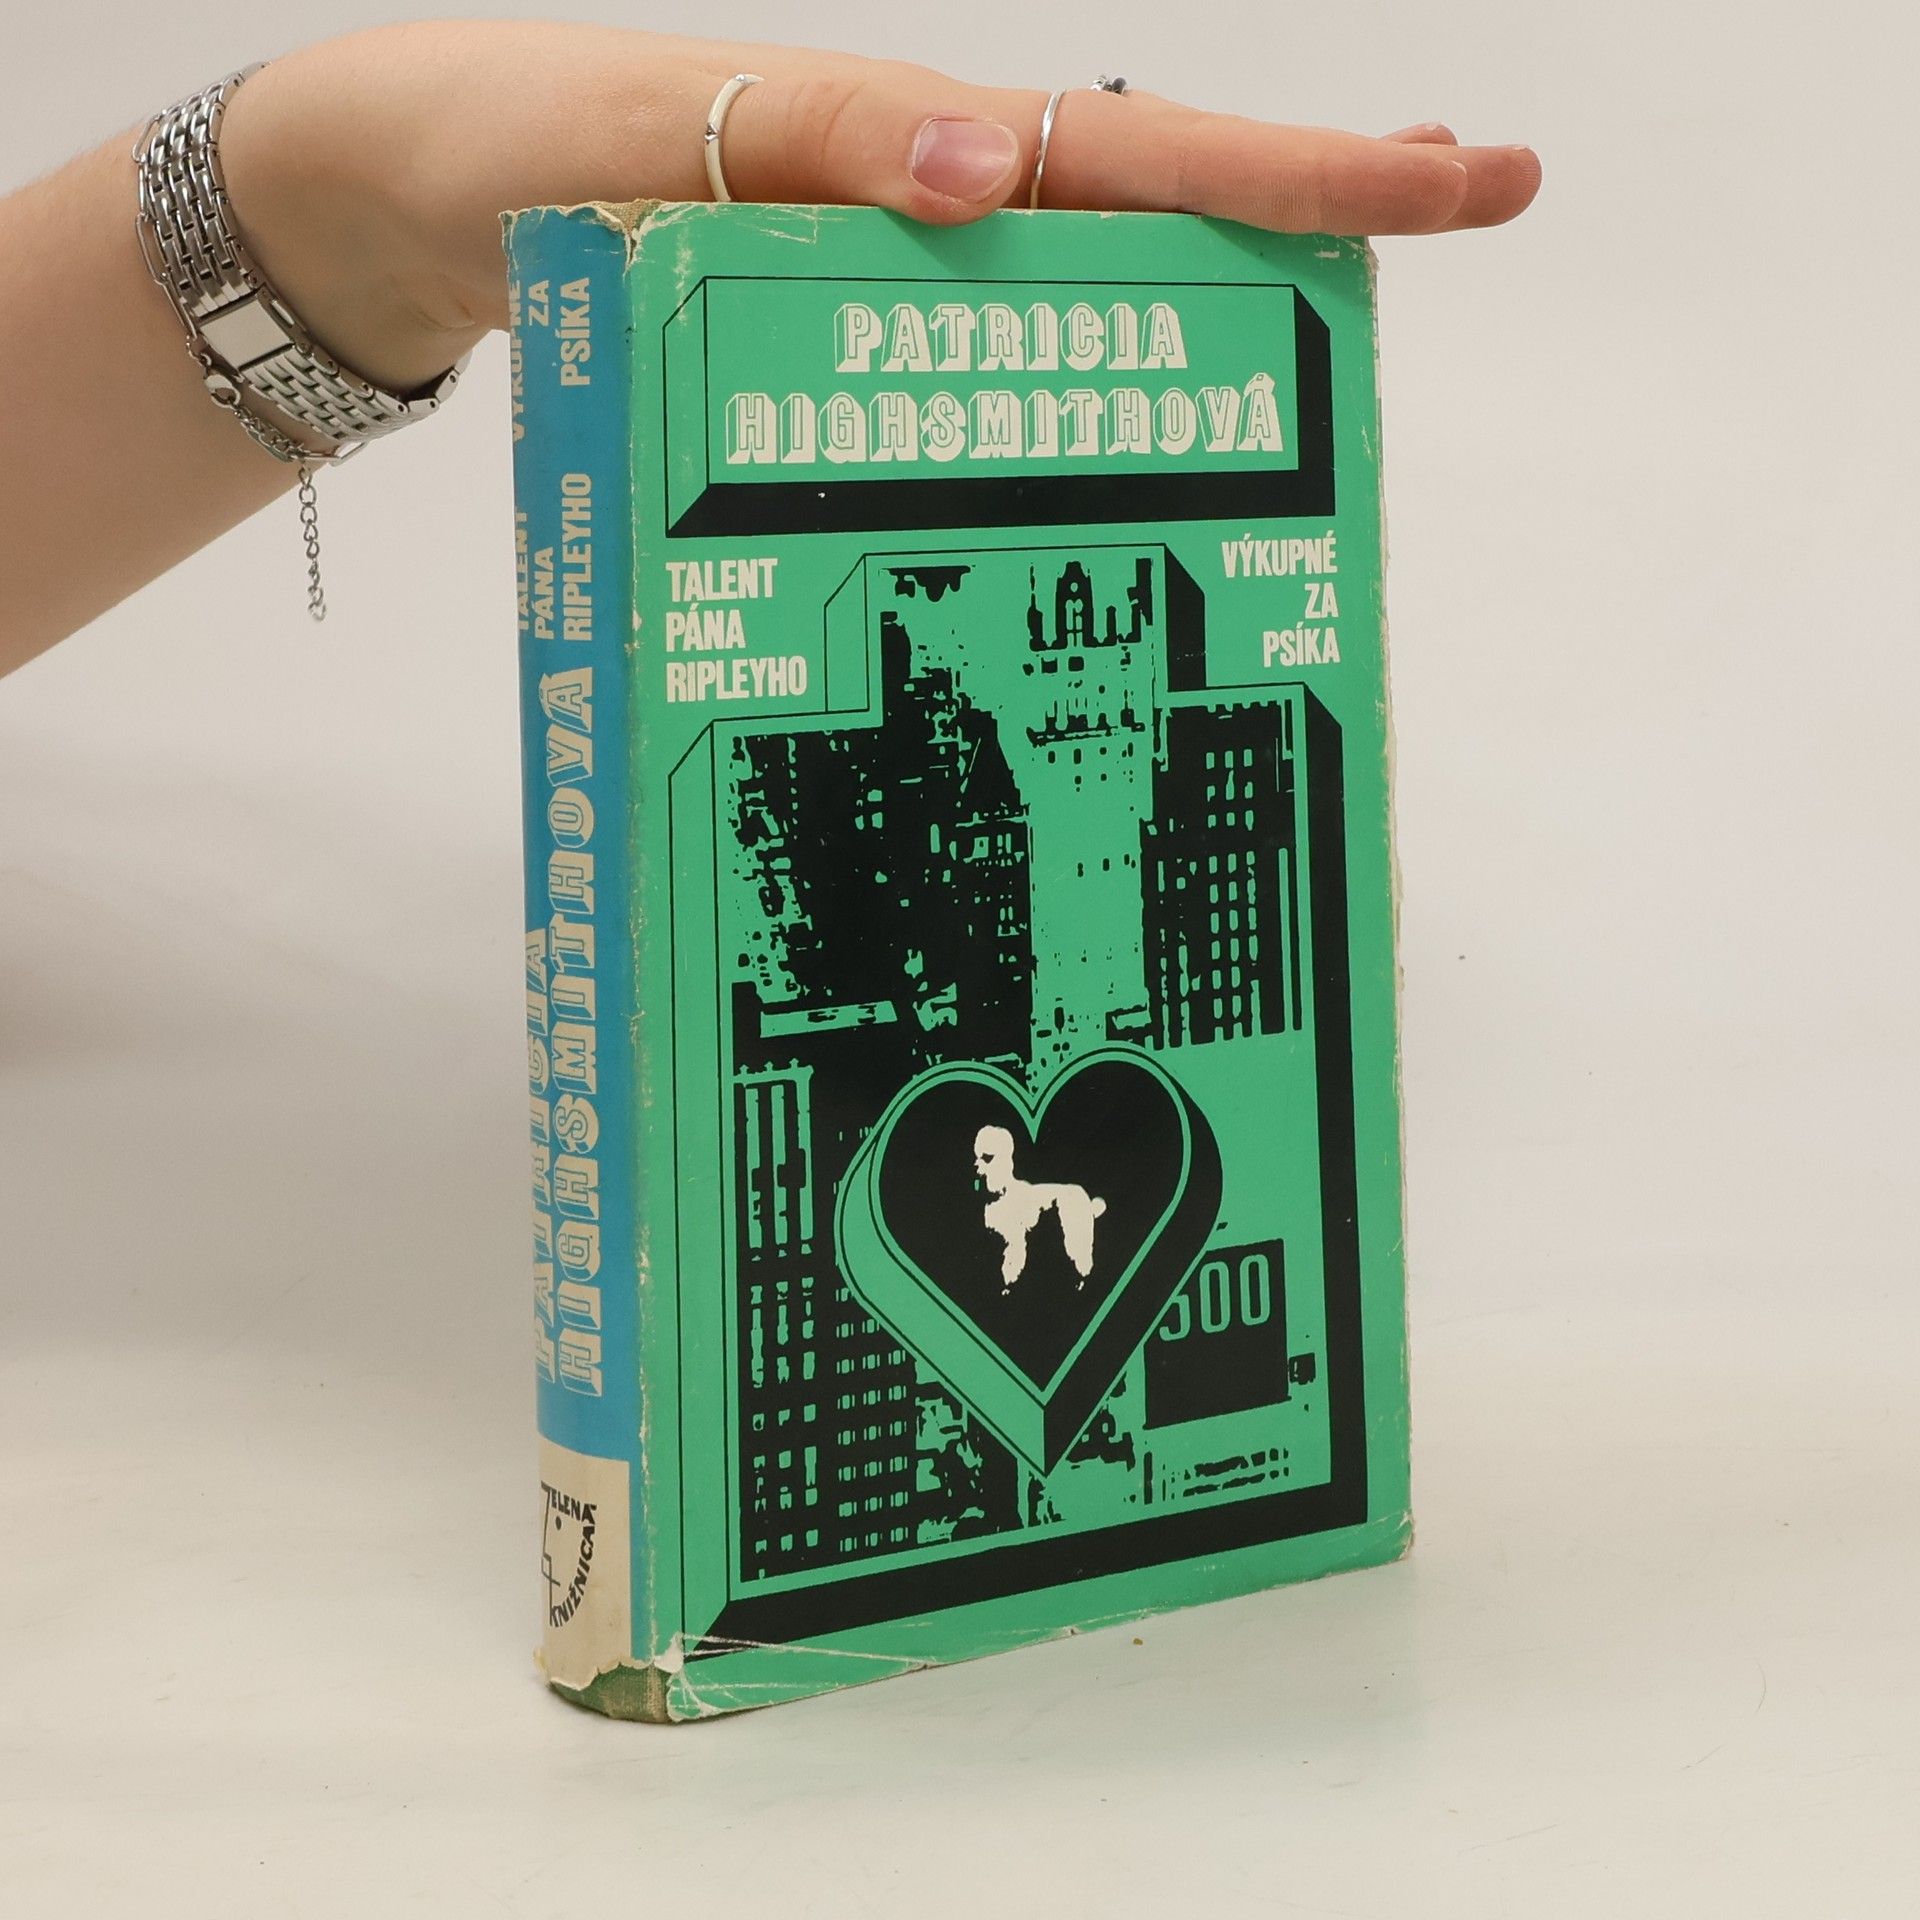 PATRICIA
HIGHSMITHOVÁ
TALENT
PÁNA
RIPLEYHO
VÝKUPNÉ
ZA
PSÍKA
500
PATRICIA
HIGHSMITHOVÁ
TALENT
PÁNA
RIPLEYHO
VÝKUPNÉ
ZA
PSÍKA
ZELENÁ
KNIŽNICA